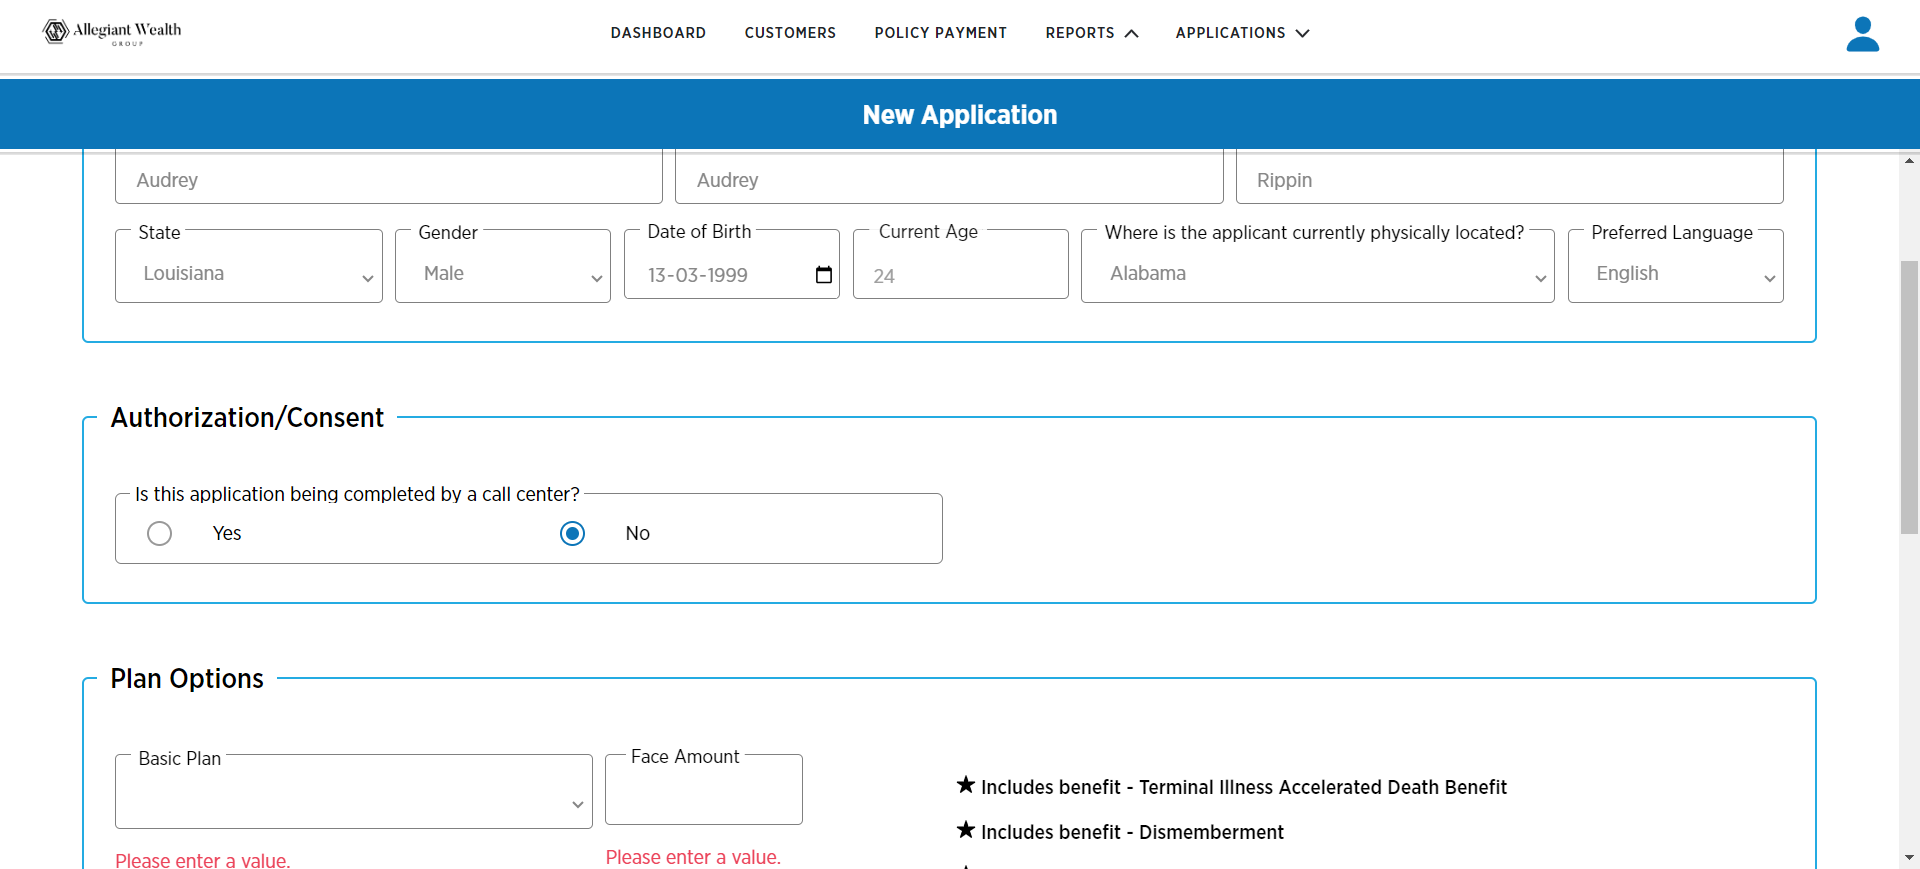 Allegiant Wealth
GROUP
DASHBOARD CUSTOMERS POLICY PAYMENT REPORTS APPLICATIONS
New Application
Audrey Audrey Rippin
State Gender Date of Birth Current Age Where is the applicant currently physically located? Preferred Language
Louisiana Male 13-03-1999 24 Alabama English
Authorization/Consent
Is this application being completed by a call center?
Yes No
Plan Options
Basic Plan Face Amount
★ Includes benefit - Terminal Illness Accelerated Death Benefit
★ Includes benefit - Dismemberment
Please enter a value. Please enter a value.